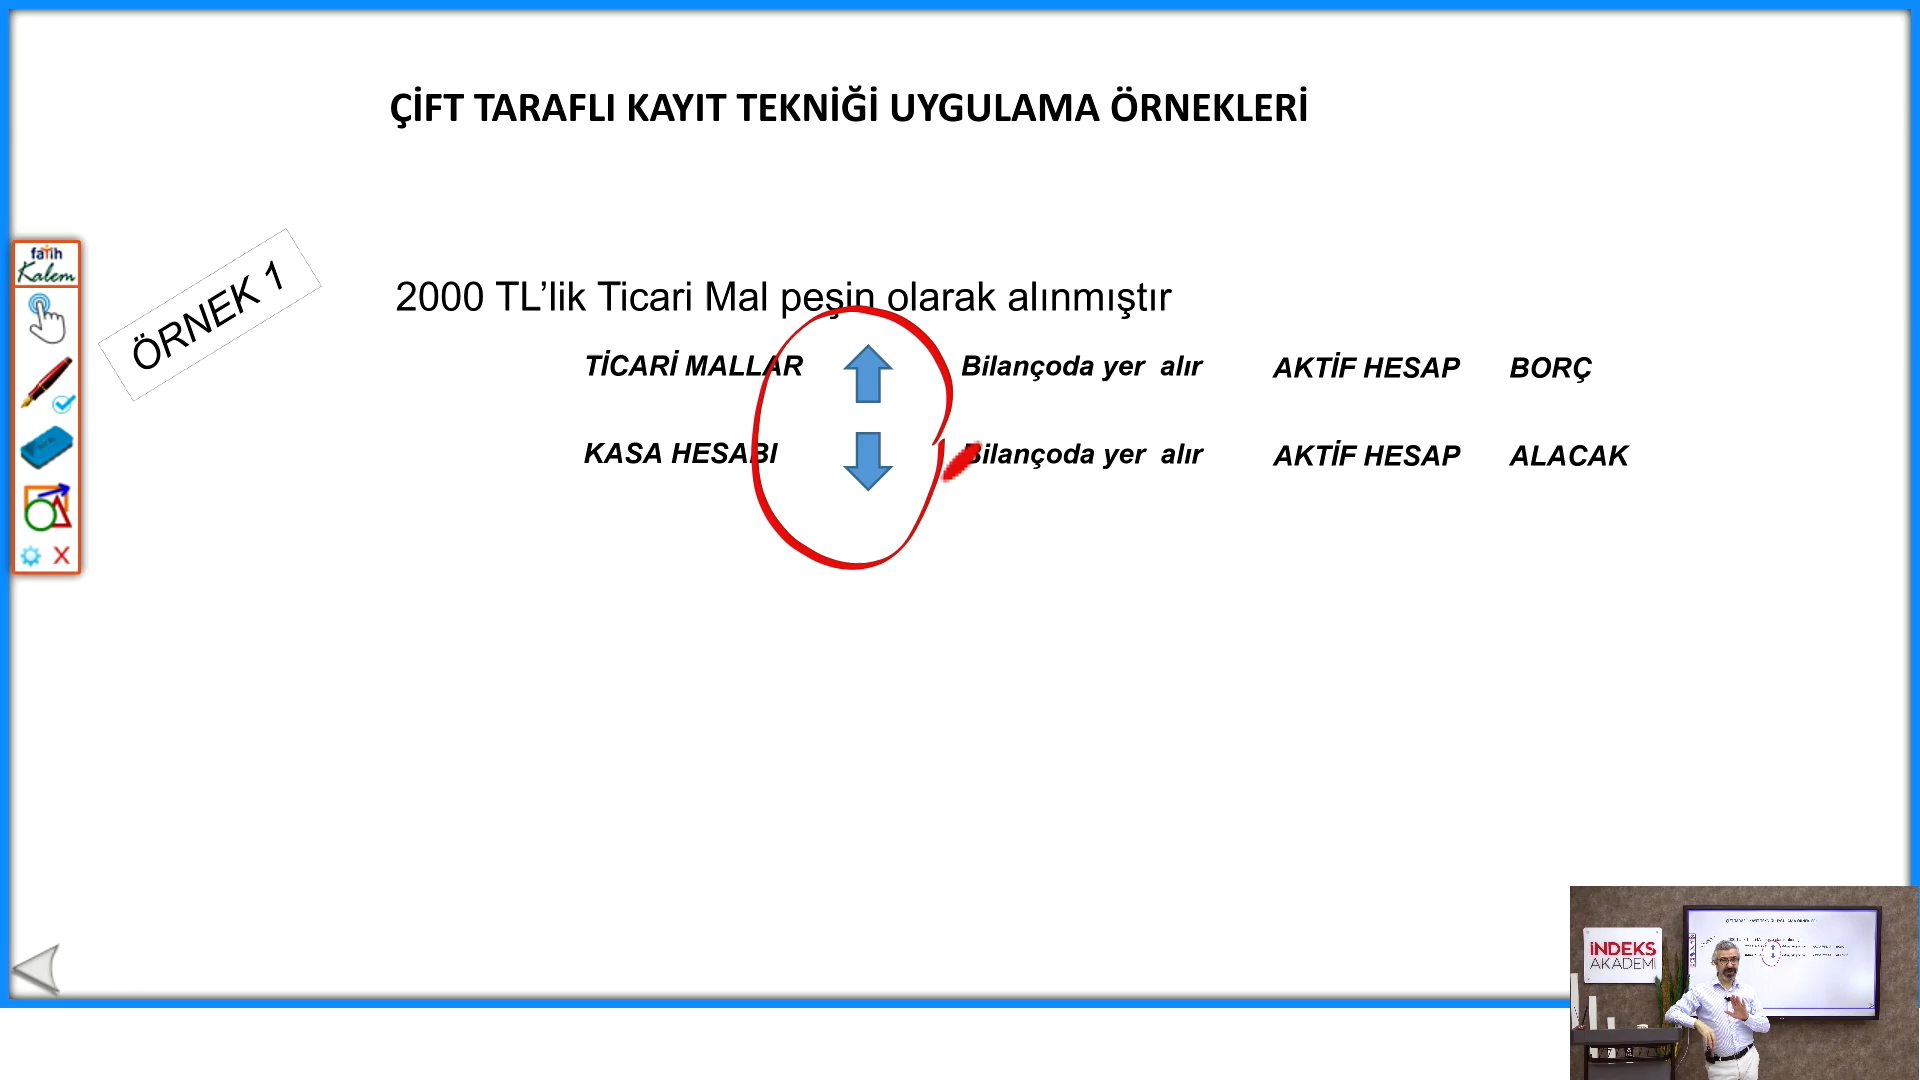 ÇİFT TARAFLI KAYIT TEKNİĞİ UYGULAMA ÖRNEKLERİ
fatih
Kalem
ÖRNEK 1
2000 TL’lik Ticari Mal peşin olarak alınmıştır
TİCARİ MALLAR Bilançoda yer alır AKTİF HESAP BORÇ
KASA HESABI Bilançoda yer alır AKTİF HESAP ALACAK
İNDEKS
AKADEMİ